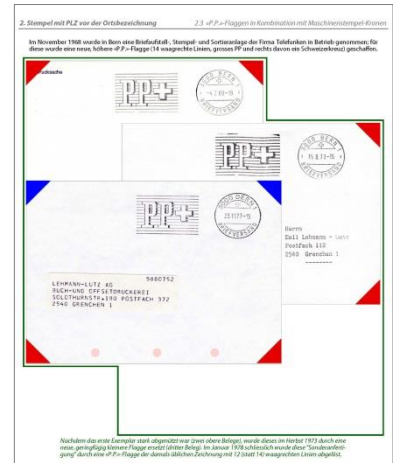 2. Stempel mit PLZ vor der Ortsbezeichnung
2.3 «P.P.»-Flaggen in Kombination mit Maschinenstempel-Kronen
Im November 1968 wurde in Bern eine Briefaufstell-, Stempel- und Sortieranlage der Firma Telefunken in Betrieb genommen; für
diese wurde eine neue, höhere «P.P.»-Flagge (14 waagrechte Linien, grosses PP und rechts davon ein Schweizerkreuz) geschaffen.
Drucksache
P.P.+
3000 BERN 1
BRIEFVERSAND
P.P.+
3000 BERN 1
BRIEFVERSAND
P.P.+
3000 BERN 1
23.11.77-15
BRIEFVERSAND
Herrn
Emil Lehmann - Lutz
Postfach 112
2540 Grenchen 1
5080752
LEHMANN-LUTZ AG
BUCH-UND OFFSETDRUCKEREI
SOLOTHURNSTR.100 POSTFACH 372
2540 GRENCHEN 1
Nachdem das erste Exemplar stark abgenützt war (zwei obere Belege), wurde dieses im Herbst 1973 durch eine
neue, geringfügig kleinere Flagge ersetzt (dritter Beleg). Im Januar 1978 schliesslich wurde diese "Sonderanferti-
gung" durch eine «P.P.»-Flagge der damals üblichen Zeichnung mit 12 (statt 14) waagrechten Linien abgelöst.